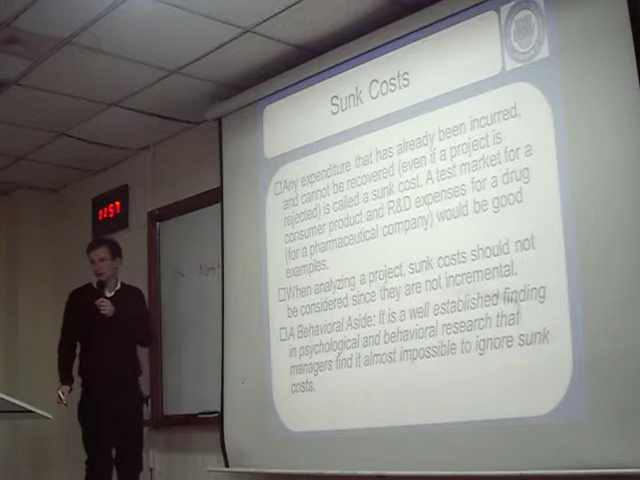 Sunk Costs
Any expenditure that has already been incurred,
and cannot be recovered (even if a project is
rejected) is called a sunk cost. A test market for a
consumer product and R&D expenses for a drug
(for a pharmaceutical company) would be good
examples.
When analyzing a project, sunk costs should not
be considered since they are not incremental.
A Behavioral Aside: It is a well established finding
in psychological and behavioral research that
managers find it almost impossible to ignore sunk
costs.